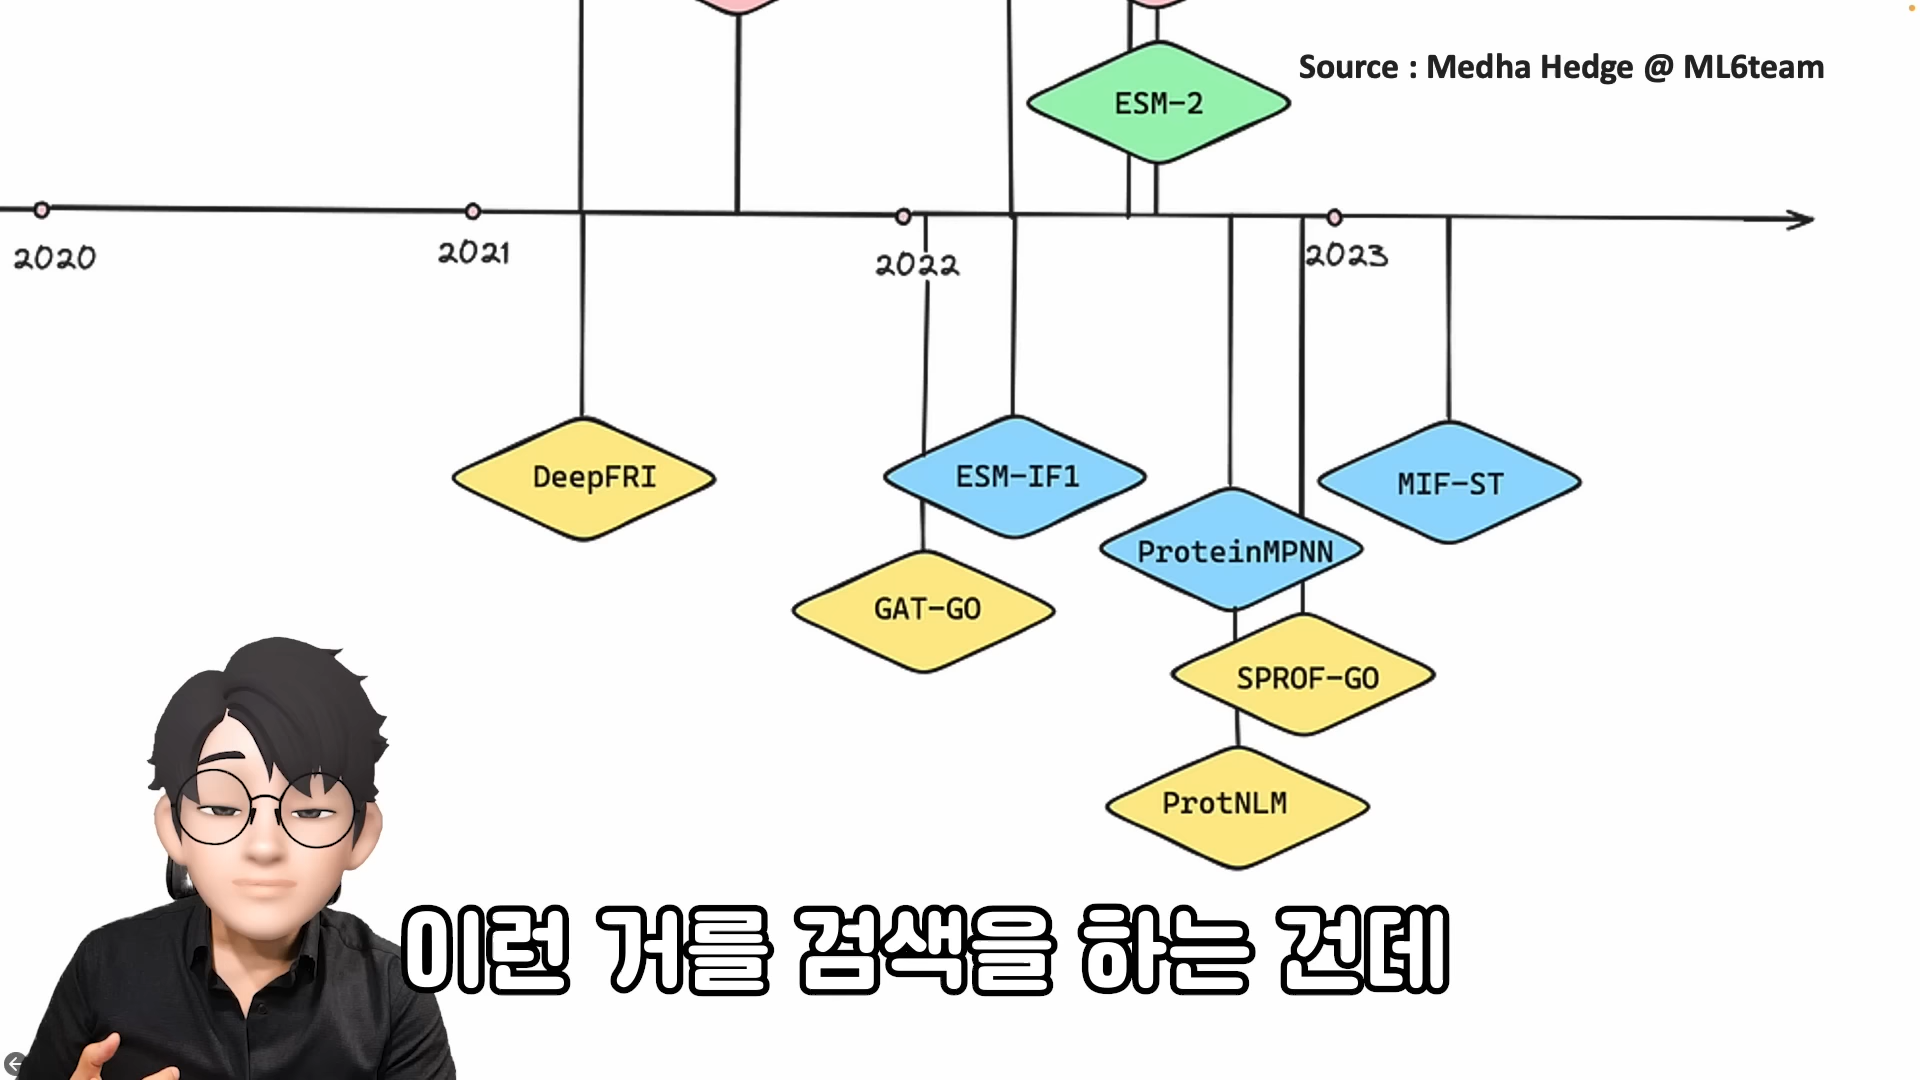 Source : Medha Hedge @ ML6team
ESM-2
2020
2021
2022
2023
DeepFRI
ESM-IF1
MIF-ST
ProteinMPNN
GAT-GO
SPROF-GO
ProtNLM
이런 거를 검색을 하는 건데